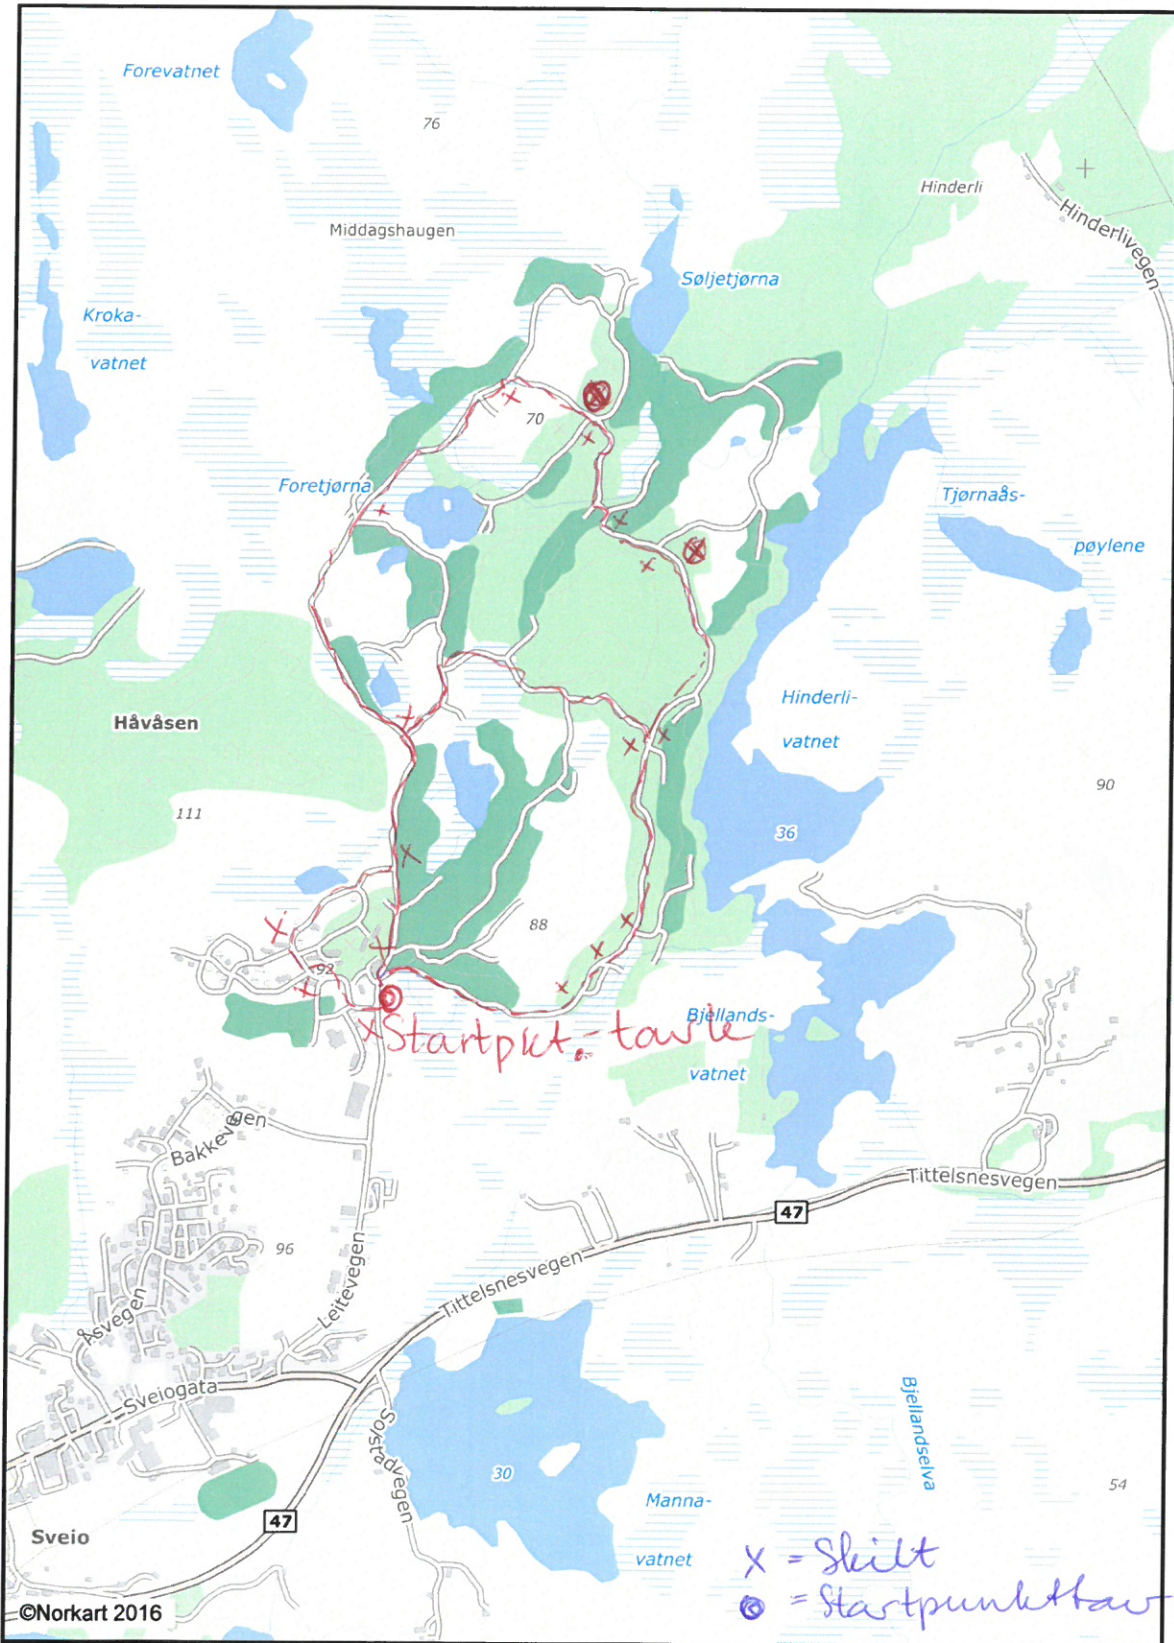 Forevatnet
76
Hinderli
Hinderlivegen
Middagshaugen
Søljetjørna
Kroka-
vatnet
70
Foretjørna
Tjørnaås-
pøylene
Hinderli-
vatnet
Håvåsen
90
111
36
88
92
Startpkt.-tavle
Bjellands-
vatnet
Bakkevegen
Tittelsnesvegen
47
96
Leitevegen
Tittelsnesvegen
Åsvegen
Sveiogata
Solstadvegen
Bjellandselva
30
54
Manna-
vatnet
47
Sveio
X = Skilt
= Startpunkttav
©Norkart 2016